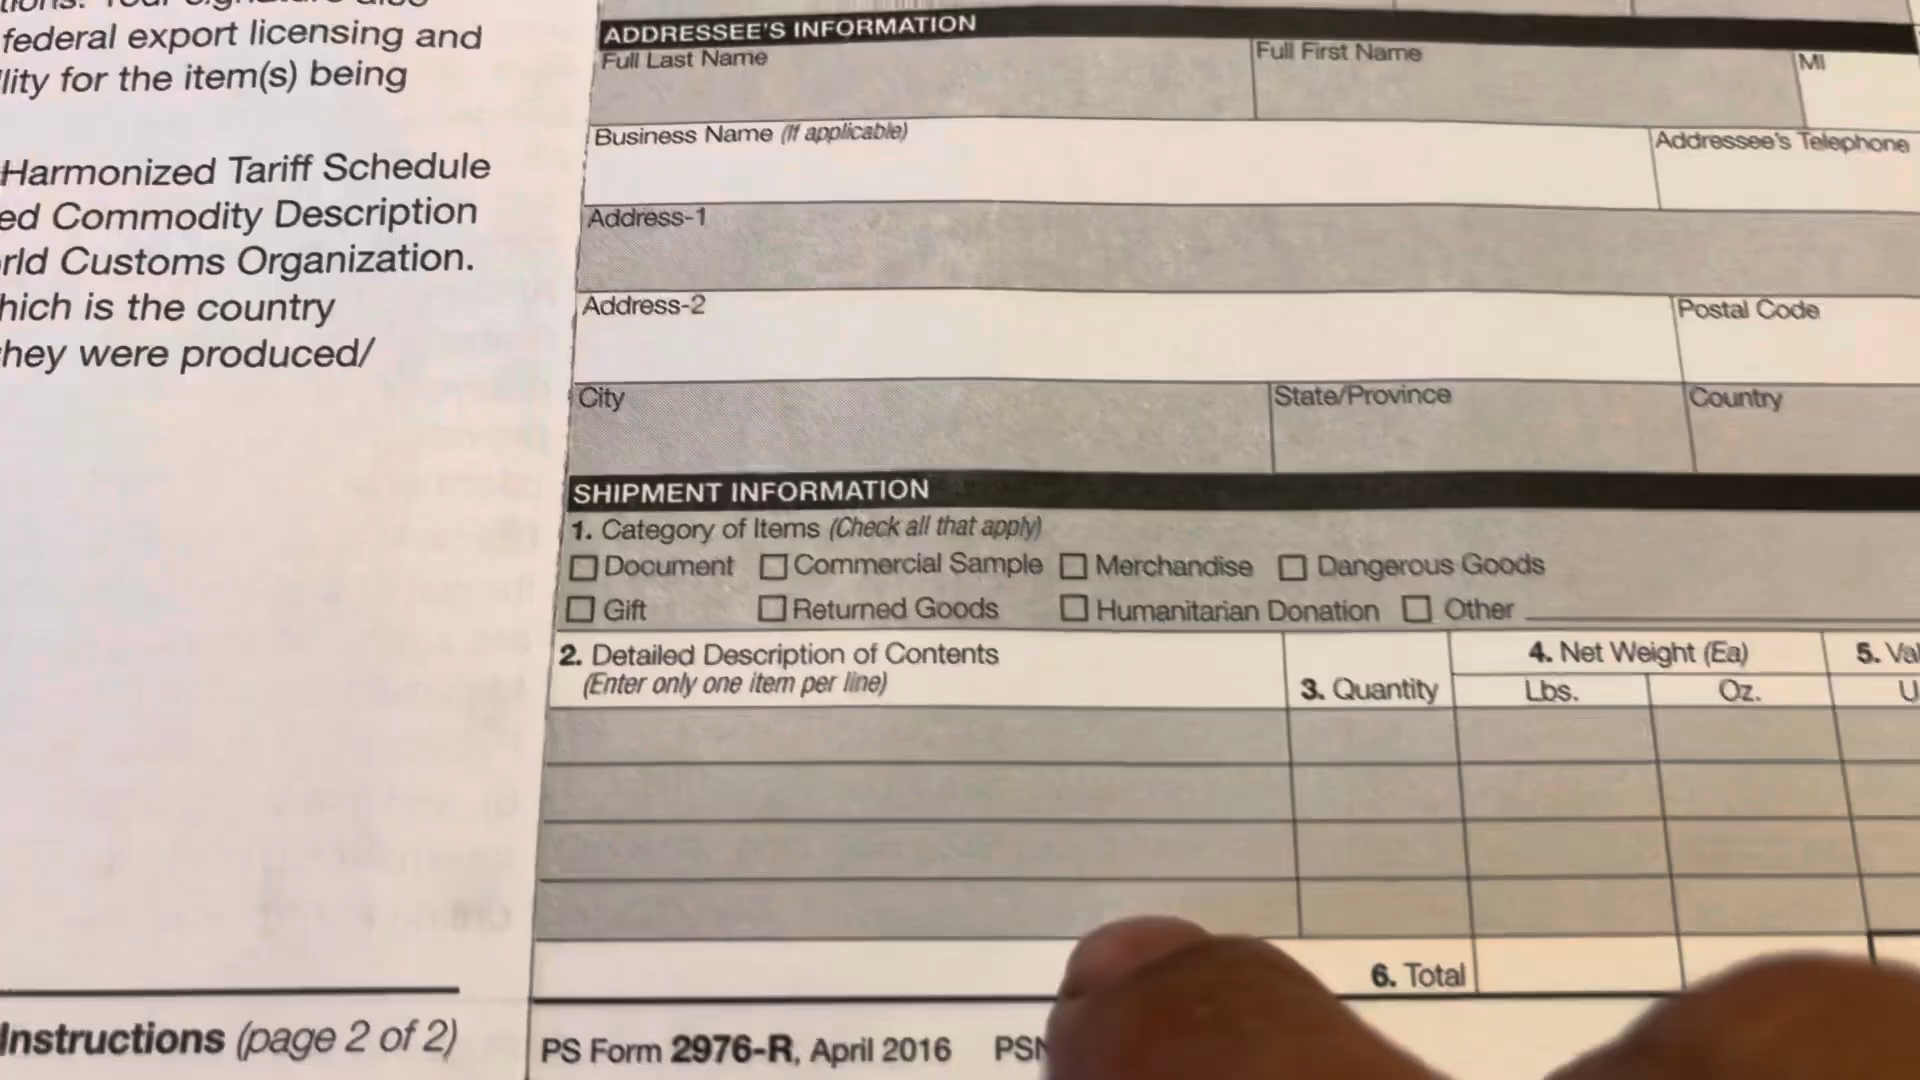 federal export licensing and
lity for the item(s) being
Harmonized Tariff Schedule
ed Commodity Description
rld Customs Organization.
hich is the country
hey were produced/
Instructions (page 2 of 2)
ADDRESSEE'S INFORMATION
Full Last Name Full First Name MI
Business Name (If applicable) Addressee's Telephone
Address-1
Address-2 Postal Code
City State/Province Country
SHIPMENT INFORMATION
1. Category of Items (Check all that apply)
Document Commercial Sample Merchandise Dangerous Goods
Gift Returned Goods Humanitarian Donation Other
2. Detailed Description of Contents
(Enter only one item per line)
3. Quantity
4. Net Weight (Ea)
Lbs. Oz.
5. Val
U
6. Total
PS Form 2976-R, April 2016 PSN